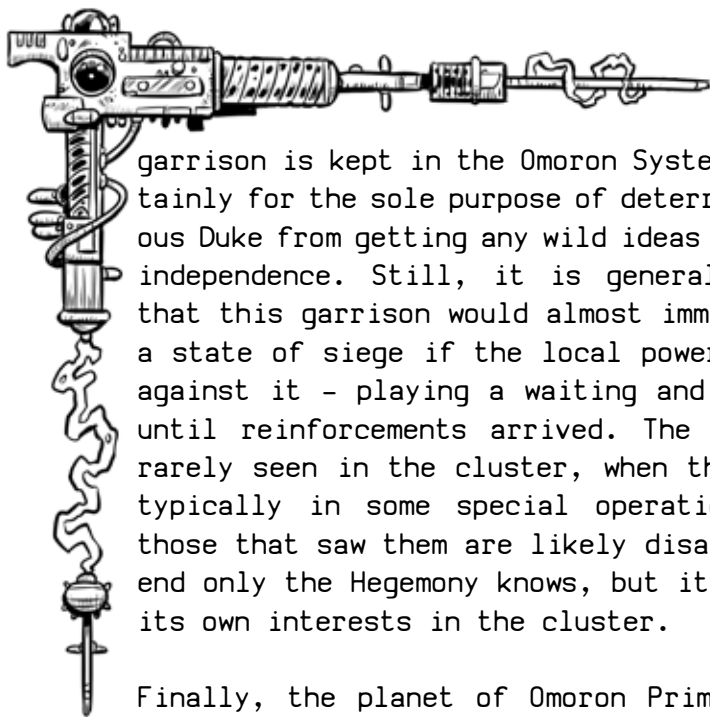 garrison is kept in the Omoron Syste
tainly for the sole purpose of deterr
ous Duke from getting any wild ideas
independence. Still, it is general
that this garrison would almost imm
a state of siege if the local power
against it – playing a waiting and
until reinforcements arrived. The
rarely seen in the cluster, when th
typically in some special operati
those that saw them are likely disa
end only the Hegemony knows, but it
its own interests in the cluster.
Finally, the planet of Omoron Prim